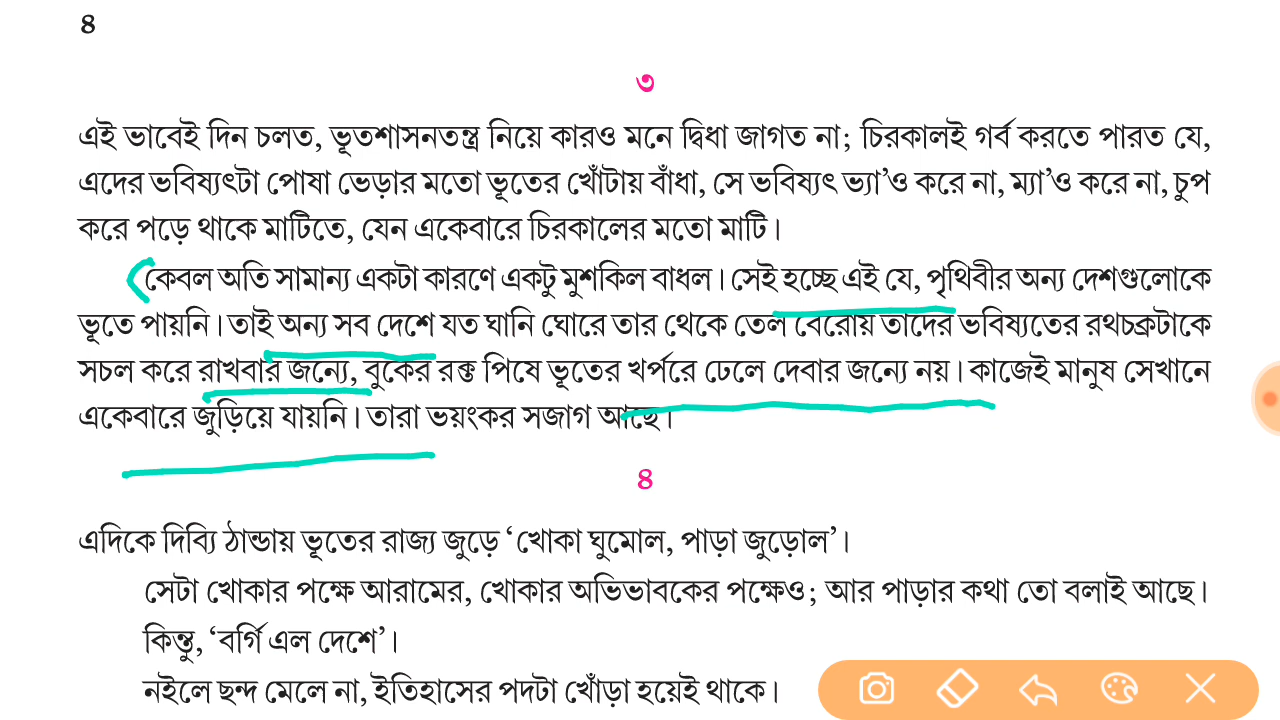 ৪
৩
এই ভাবেই দিন চলত, ভূতশাসনতন্ত্র নিয়ে কারও মনে দ্বিধা জাগত না; চিরকালই গর্ব করতে পারত যে,
এদের ভবিষ্যৎটা পোষা ভেড়ার মতো ভূতের খোঁটায় বাঁধা, সে ভবিষ্যৎ ভ্যা’ও করে না, ম্যা’ও করে না, চুপ
করে পড়ে থাকে মাটিতে, যেন একেবারে চিরকালের মতো মাটি।
কেবল অতি সামান্য একটা কারণে একটু মুশকিল বাধল। সেই হচ্ছে এই যে, পৃথিবীর অন্য দেশগুলোকে
ভূতে পায়নি। তাই অন্য সব দেশে যত ঘানি ঘোরে তার থেকে তেল বেরোয় তাদের ভবিষ্যতের রথচক্রটাকে
সচল করে রাখবার জন্যে, বুকের রক্ত পিষে ভূতের খর্পরে ঢেলে দেবার জন্যে নয়। কাজেই মানুষ সেখানে
একেবারে জুড়িয়ে যায়নি। তারা ভয়ংকর সজাগ আছে।
৪
এদিকে দিব্যি ঠান্ডায় ভূতের রাজ্য জুড়ে ‘খোকা ঘুমোল, পাড়া জুড়োল’।
সেটা খোকার পক্ষে আরামের, খোকার অভিভাবকের পক্ষেও; আর পাড়ার কথা তো বলাই আছে।
কিন্তু, ‘বর্গি এল দেশে’।
নইলে ছন্দ মেলে না, ইতিহাসের পদটা খোঁড়া হয়েই থাকে।